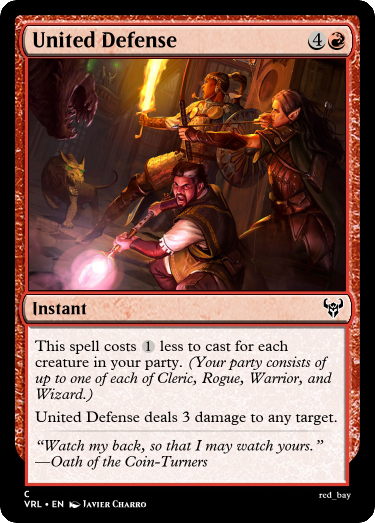 United Defense 4
Instant
This spell costs 1 less to cast for each
creature in your party. (Your party consists of
up to one of each of Cleric, Rogue, Warrior, and
Wizard.)
United Defense deals 3 damage to any target.
“Watch my back, so that I may watch yours.”
—Oath of the Coin-Turners
C
VRL • EN Javier Charro
red_bay